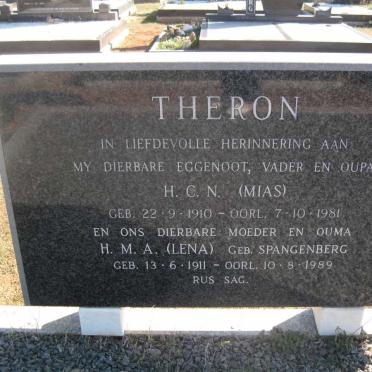 THERON
IN LIEFDEVOLLE HERINNERING AAN
MY DIERBARE EGGENOOT, VADER EN OUPA
H. C. N. (MIAS)
GEB. 22 - 9 - 1910 - OORL. 7 - 10 - 1981
EN ONS DIERBARE MOEDER EN OUMA
H. M. A. (LENA) GEB. SPANGENBERG
GEB. 13 - 6 - 1911 - OORL. 10 - 8 - 1989
RUS SAG.